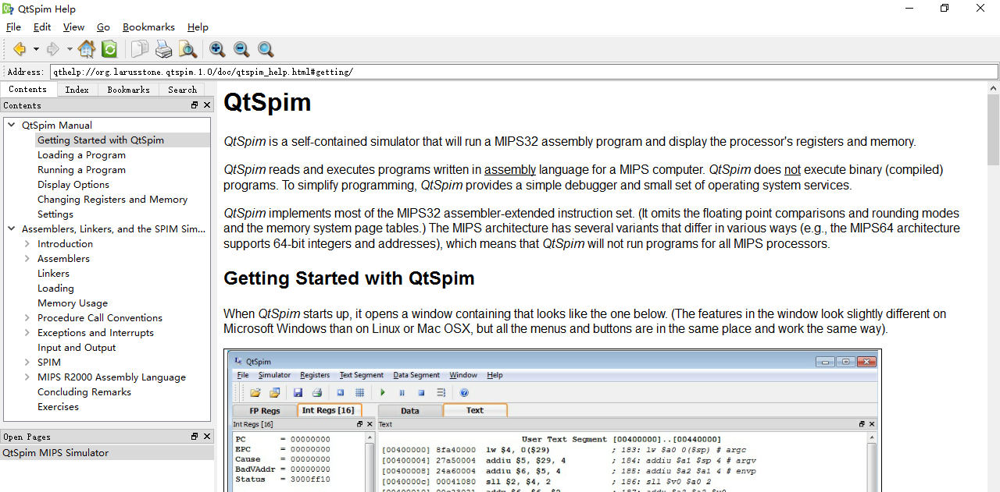 QtSpim Help
File Edit View Go Bookmarks Help
Address: qthelp://org.larusstone.qtspim.1.0/doc/qtspim_help.html#getting/
Contents Index Bookmarks Search
Contents
QtSpim Manual
Getting Started with QtSpim
Loading a Program
Running a Program
Display Options
Changing Registers and Memory
Settings
Assemblers, Linkers, and the SPIM Sim...
Introduction
Assemblers
Linkers
Loading
Memory Usage
Procedure Call Conventions
Exceptions and Interrupts
Input and Output
SPIM
MIPS R2000 Assembly Language
Concluding Remarks
Exercises
Open Pages
QtSpim MIPS Simulator
QtSpim
QtSpim is a self-contained simulator that will run a MIPS32 assembly program and display the processor's registers and memory.
QtSpim reads and executes programs written in assembly language for a MIPS computer. QtSpim does not execute binary (compiled)
programs. To simplify programming, QtSpim provides a simple debugger and small set of operating system services.
QtSpim implements most of the MIPS32 assembler-extended instruction set. (It omits the floating point comparisons and rounding modes
and the memory system page tables.) The MIPS architecture has several variants that differ in various ways (e.g., the MIPS64 architecture
supports 64-bit integers and addresses), which means that QtSpim will not run programs for all MIPS processors.
Getting Started with QtSpim
When QtSpim starts up, it opens a window containing that looks like the one below. (The features in the window look slightly different on
Microsoft Windows than on Linux or Mac OSX, but all the menus and buttons are in the same place and work the same way).
QtSpim
File Simulator Registers Text Segment Data Segment Window Help
FP Regs Int Regs [16] Data Text
Int Regs [16] Text
PC = 00000000
EPC = 00000000
Cause = 00000000
BadVAddr = 00000000
Status = 3000ff10
User Text Segment [00400000]..[00440000]
[00400000] 8fa40000 lw $4, 0($29) ; 183: lw $a0 0($sp) # argc
[00400004] 27a50004 addiu $5, $29, 4 ; 184: addiu $a1 $sp 4 # argv
[00400008] 24a60004 addiu $6, $5, 4 ; 185: addiu $a2 $a1 4 # envp
[0040000c] 00041080 sll $2, $4, 2 ; 186: sll $v0 $a0 2